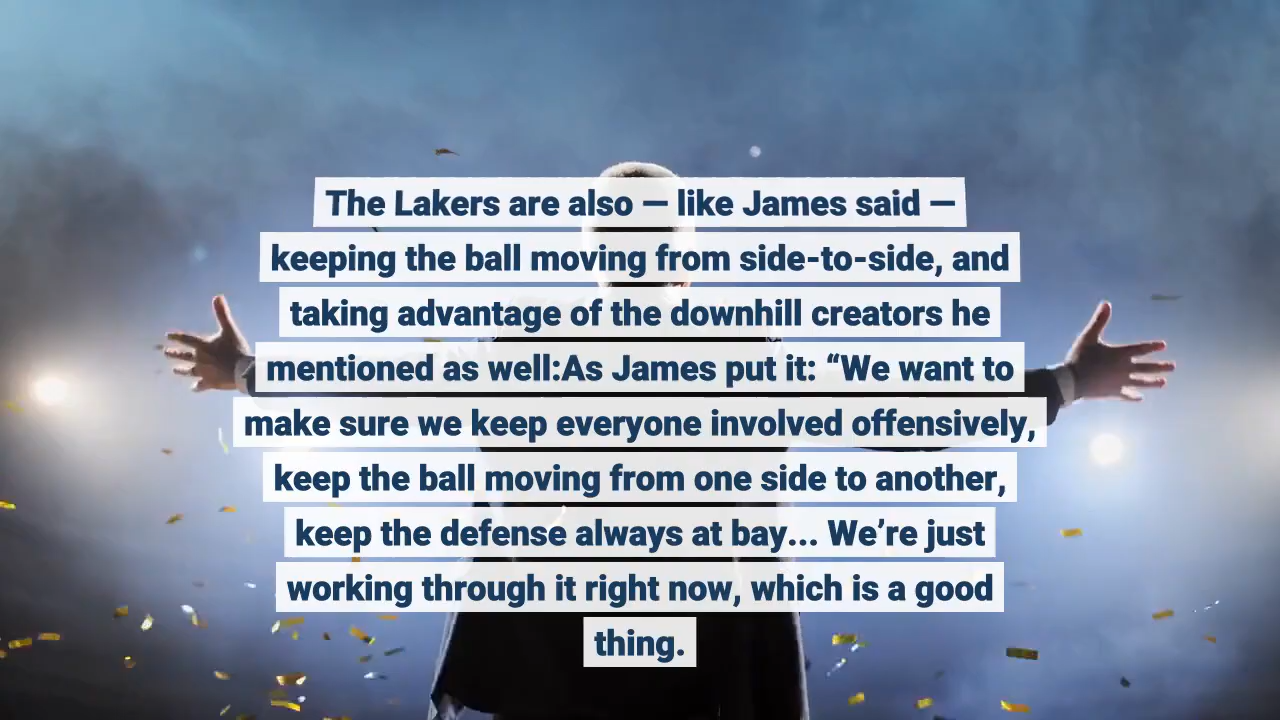 The Lakers are also — like James said —
keeping the ball moving from side-to-side, and
taking advantage of the downhill creators he
mentioned as well:As James put it: “We want to
make sure we keep everyone involved offensively,
keep the ball moving from one side to another,
keep the defense always at bay... We’re just
working through it right now, which is a good
thing.